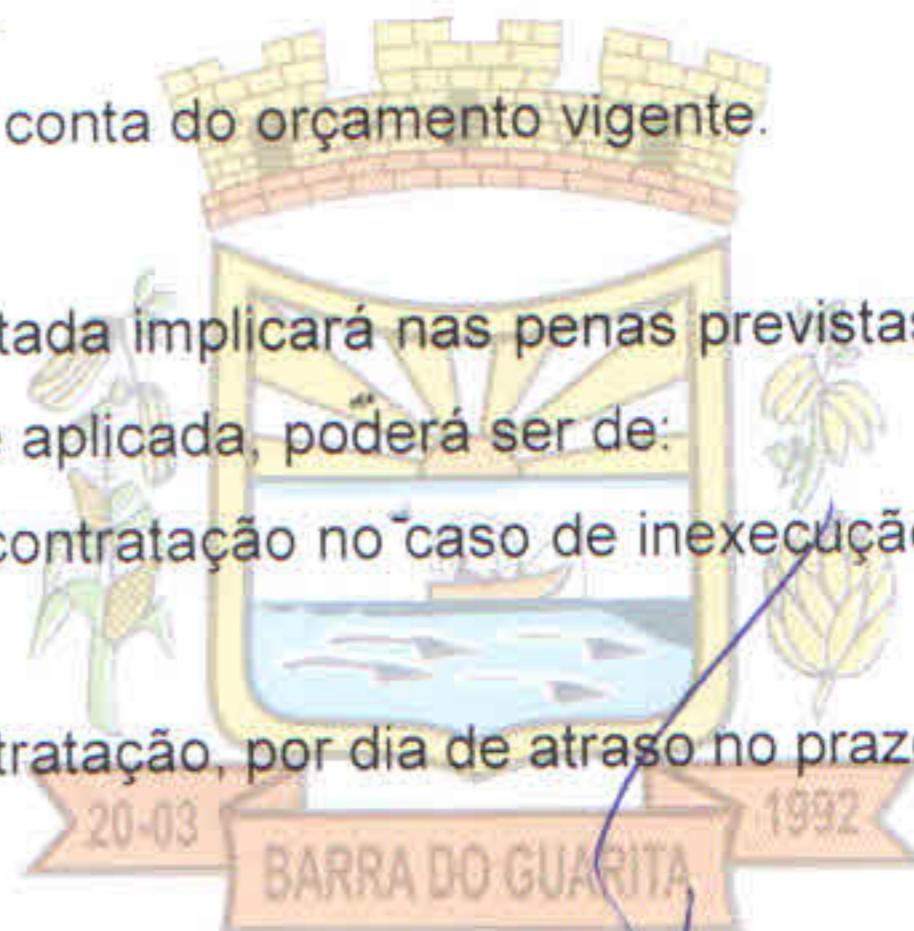 conta do orçamento vigente.
tada implicará nas penas previstas
e aplicada, poderá ser de:
contratação no caso de inexecução
tratação, por dia de atraso no prazo
20-03
1992
BARRA DO GUARITA